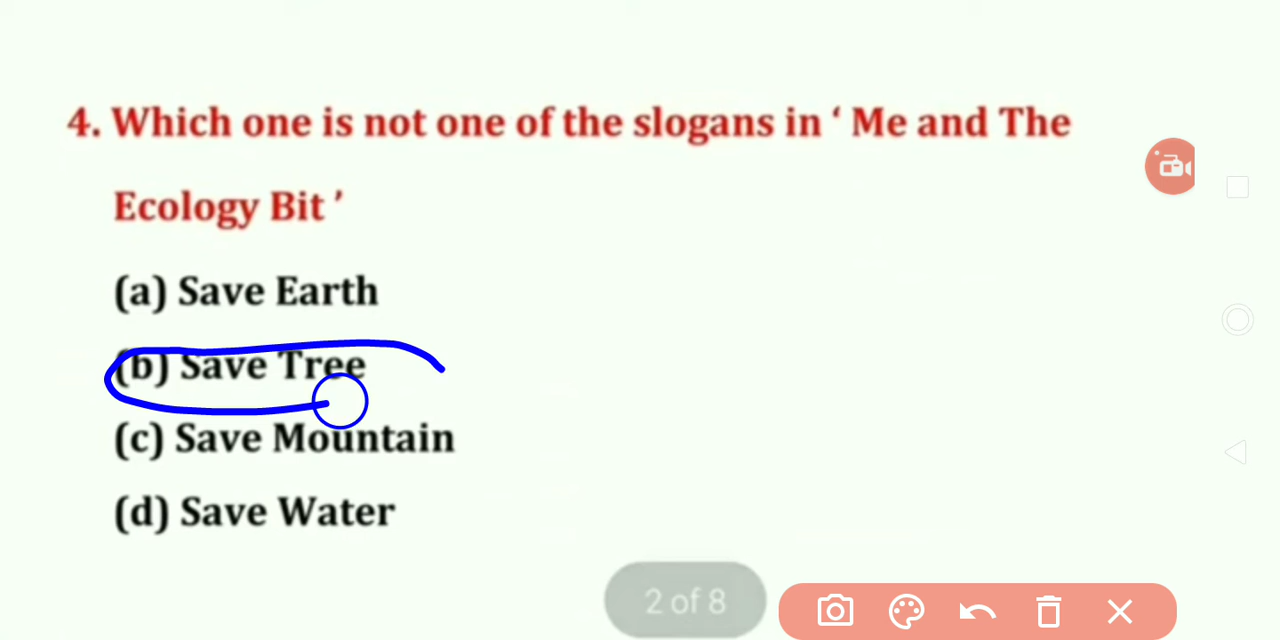 4. Which one is not one of the slogans in ‘ Me and The
Ecology Bit ’
(a) Save Earth
(b) Save Tree
(c) Save Mountain
(d) Save Water
2 of 8